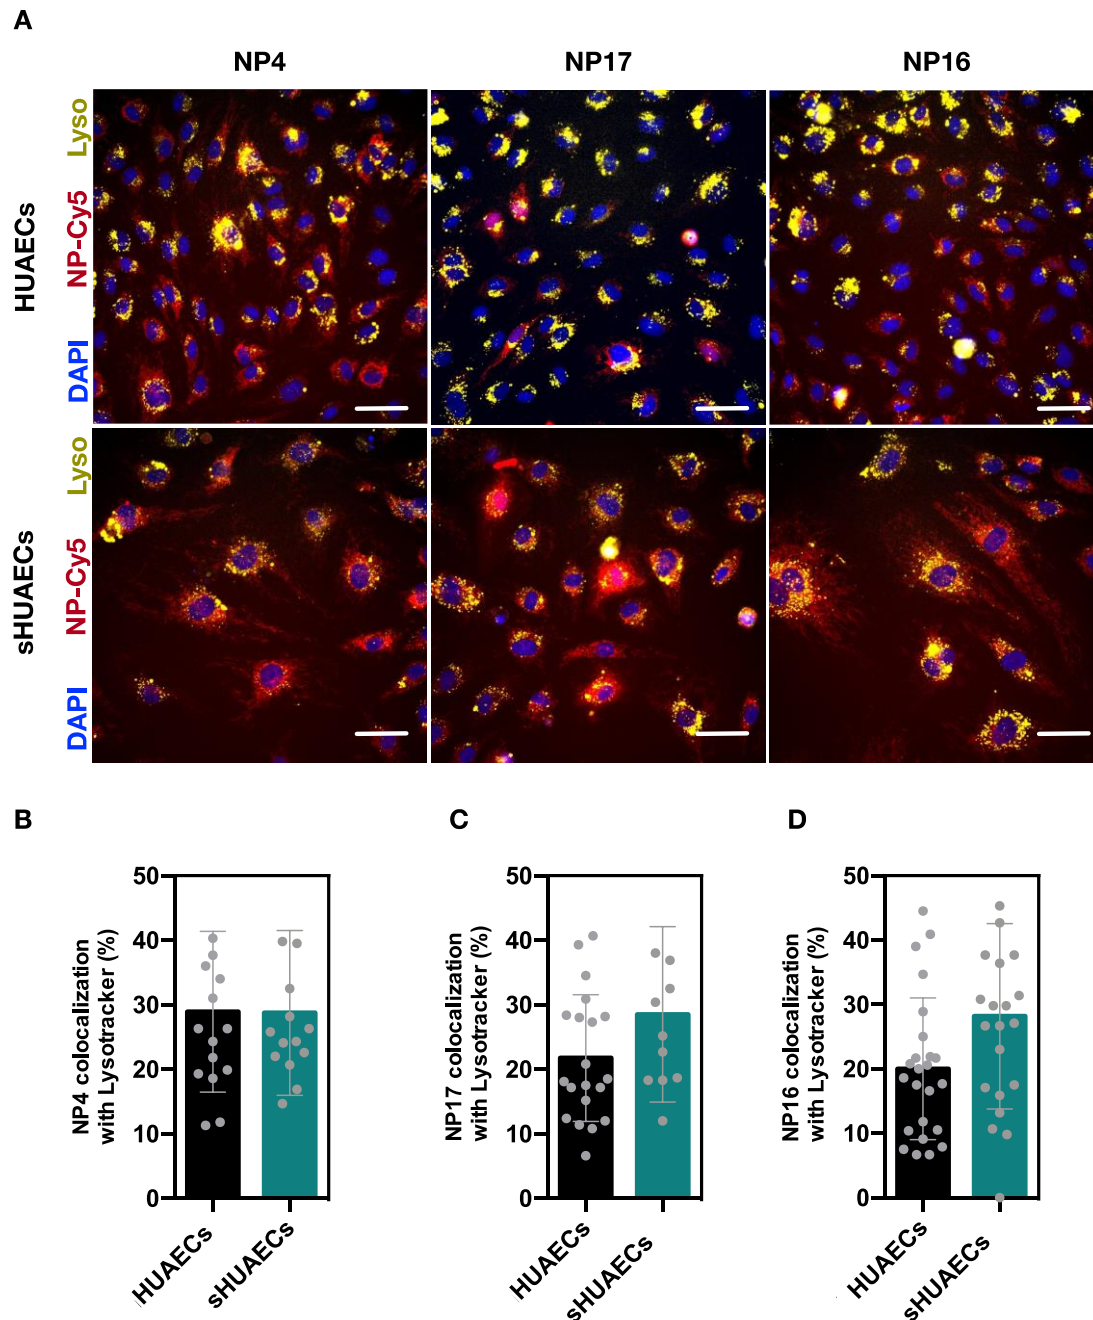 A
NP4 NP17 NP16
HUAECs
DAPI NP-Cy5 Lyso
sHUAECs
DAPI NP-Cy5 Lyso
B C D
NP4 colocalization
with Lysotracker (%)
50
40
30
20
10
0
HUAECs
sHUAECs
NP17 colocalization
with Lysotracker (%)
50
40
30
20
10
0
HUAECs
sHUAECs
NP16 colocalization
with Lysotracker (%)
50
40
30
20
10
0
HUAECs
sHUAECs